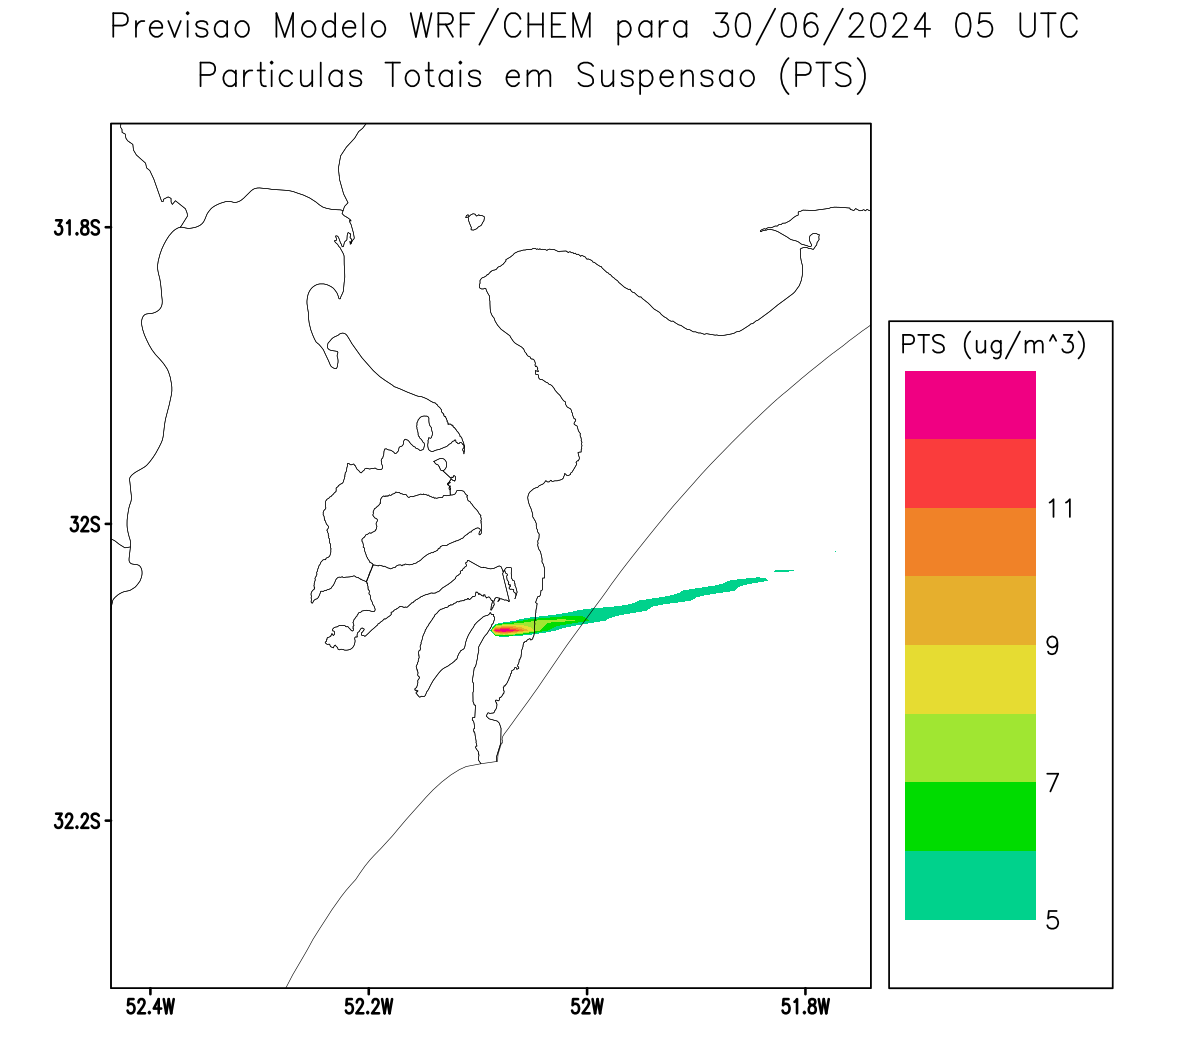 Previsao Modelo WRF/CHEM para 30/06/2024 05 UTC
Particulas Totais em Suspensao (PTS)
31.8S
32S
32.2S
52.4W
52.2W
52W
51.8W
PTS (ug/m^3)
11
9
7
5